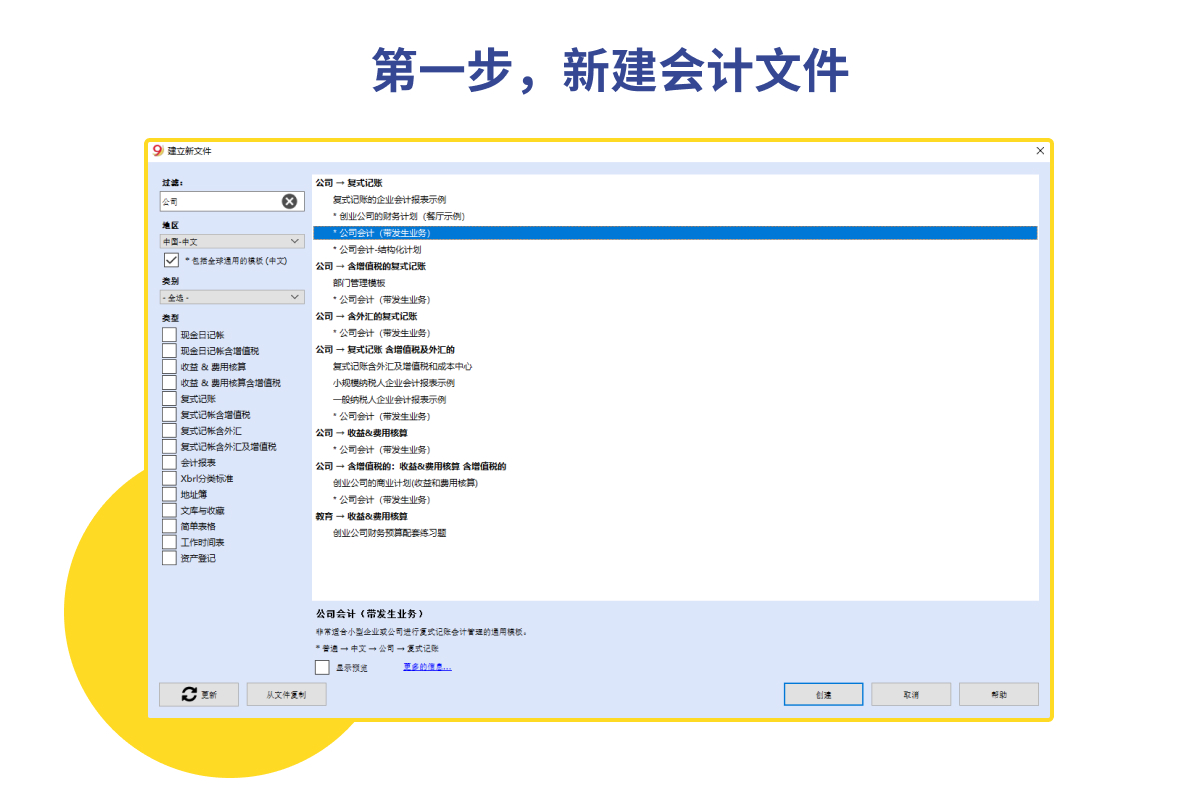 第一步，新建会计文件
建立新文件
过滤：
公司
地区
中国-中文
* 包括全球通用的模板 (中文)
类别
- 全选 -
类型
现金日记帐
现金日记帐含增值税
收益 & 费用核算
收益 & 费用核算含增值税
复式记账
复式记帐含增值税
复式记帐含外汇
复式记帐含外汇及增值税
会计报表
Xbrl分类标准
地址簿
文库与收藏
简单表格
工作时间表
资产登记
公司 → 复式记账
复式记账的企业会计报表示例
* 创业公司的财务计划（餐厅示例）
* 公司会计（带发生业务）
* 公司会计-结构化计划
公司 → 含增值税的复式记账
部门管理模板
* 公司会计（带发生业务）
公司 → 含外汇的复式记账
* 公司会计（带发生业务）
公司 → 复式记账 含增值税及外汇的
复式记账含外汇及增值税和成本中心
小规模纳税人企业会计报表示例
一般纳税人企业会计报表示例
* 公司会计（带发生业务）
公司 → 收益&费用核算
* 公司会计（带发生业务）
公司 → 含增值税的：收益&费用核算 含增值税的
创业公司的商业计划(收益和费用核算)
* 公司会计（带发生业务）
教育 → 收益&费用核算
创业公司财务预算配套练习题
公司会计（带发生业务）
非常适合小型企业或公司进行复式记账会计管理的通用模板。
* 普通 → 中文 → 公司 → 复式记账
显示预览 更多的信息...
更新 从文件复制 创建 取消 帮助